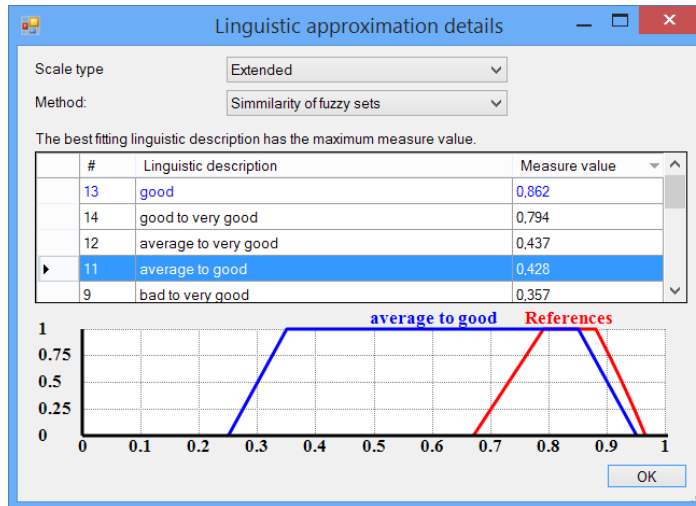 Linguistic approximation details
Scale type Extended
Method: Simmilarity of fuzzy sets
The best fitting linguistic description has the maximum measure value.
# Linguistic description Measure value
13 good 0,862
14 good to very good 0,794
12 average to very good 0,437
11 average to good 0,428
9 bad to very good 0,357
average to good References
1
0.75
0.5
0.25
0
0 0.1 0.2 0.3 0.4 0.5 0.6 0.7 0.8 0.9 1
OK